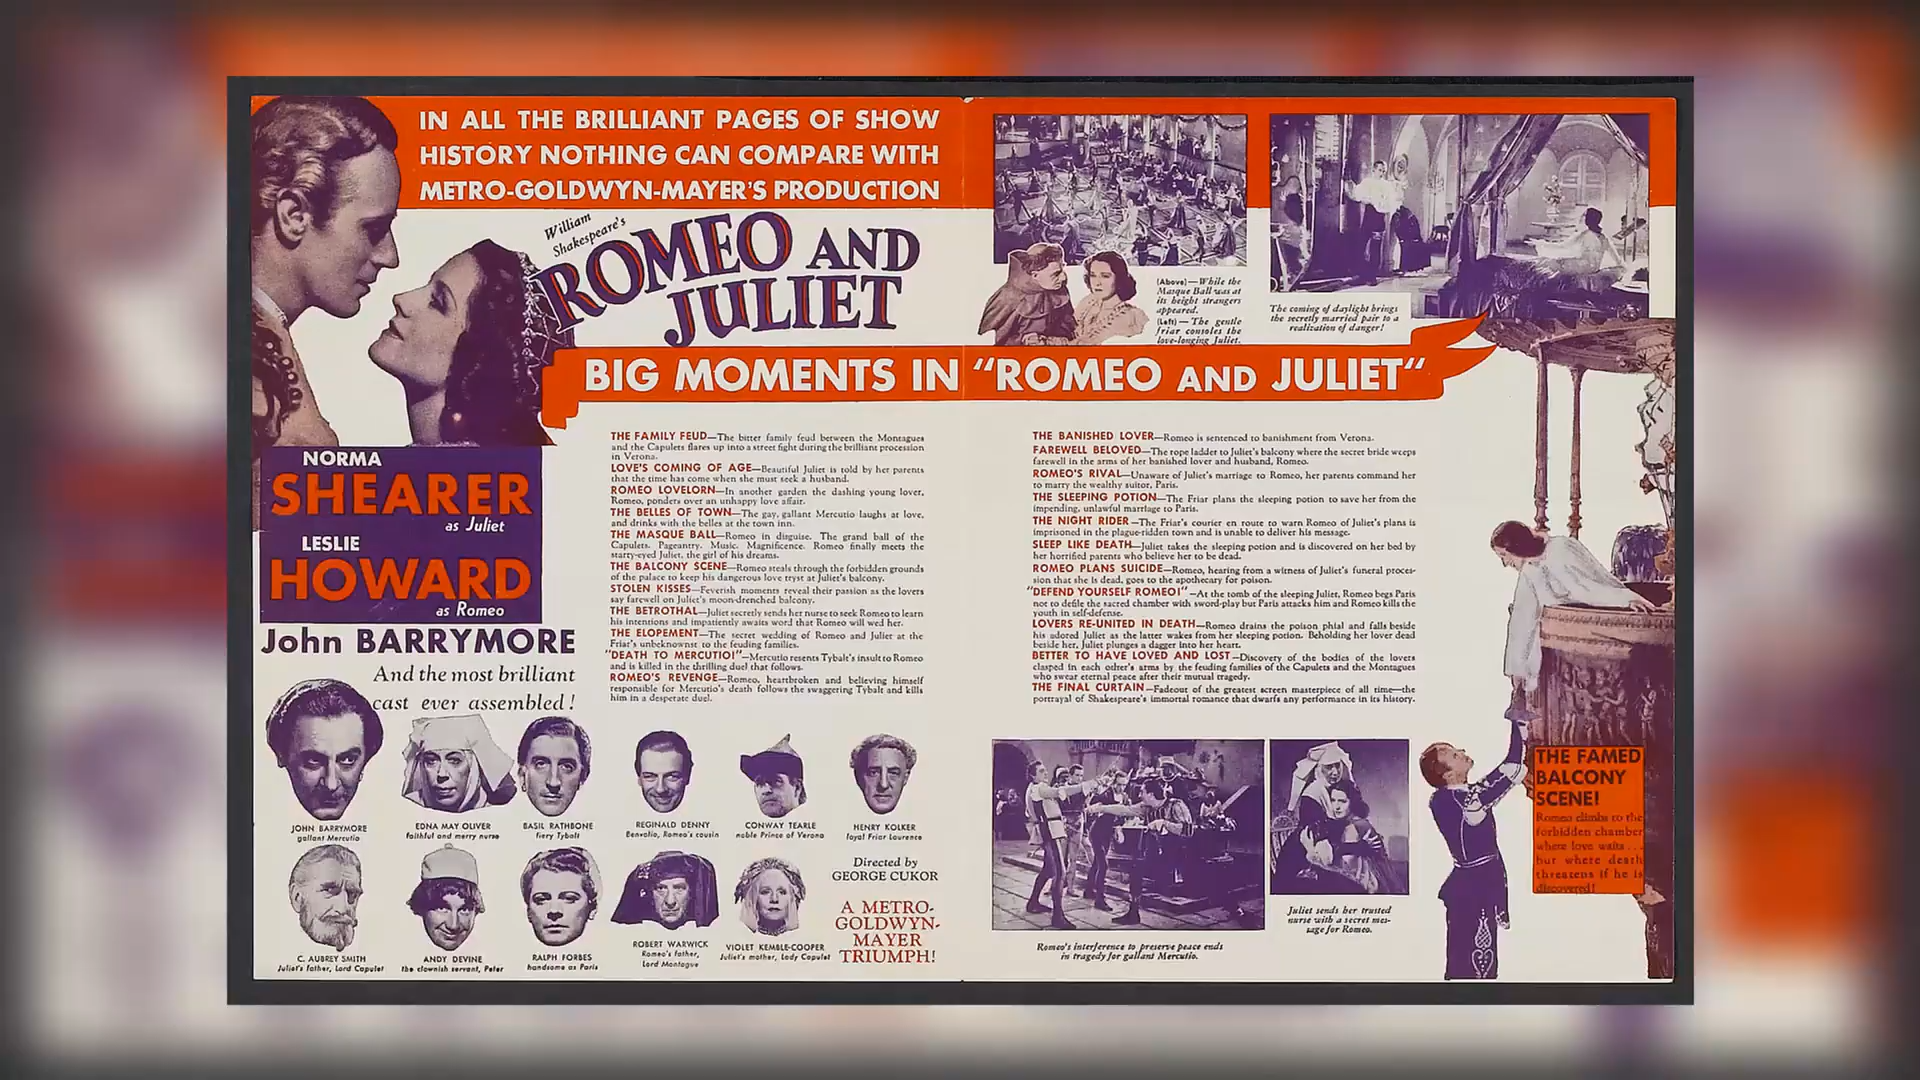 IN ALL THE BRILLIANT PAGES OF SHOW
HISTORY NOTHING CAN COMPARE WITH
METRO-GOLDWYN-MAYER'S PRODUCTION
William
Shakespeare's
ROMEO AND
JULIET
(Above)—While the
Masque Ball was at
its height strangers
appeared.
(Left)—The gentle
friar consoles the
love-longing Juliet.
The coming of daylight brings
the secretly married pair to a
realization of danger!
BIG MOMENTS IN "ROMEO AND JULIET"
NORMA
SHEARER
as Juliet
LESLIE
HOWARD
as Romeo
John BARRYMORE
And the most brilliant
cast ever assembled!
THE FAMILY FEUD—The bitter family feud between the Montagues
and the Capulets flares up into a street fight during the brilliant procession
in Verona.
LOVE'S COMING OF AGE—Beautiful Juliet is told by her parents
that the time has come when she must seek a husband.
ROMEO LOVELORN—In another garden the dashing young lover,
Romeo, ponders over an unhappy love affair.
THE BELLES OF TOWN—The gay, gallant Mercutio laughs at love,
and drinks with the belles at the town inn.
THE MASQUE BALL—Romeo in disguise. The grand ball of the
Capulets. Pageantry. Music. Magnificence. Romeo finally meets the
starry-eyed Juliet, the girl of his dreams.
THE BALCONY SCENE—Romeo steals through the forbidden grounds
of the palace to keep his dangerous love tryst at Juliet's balcony.
STOLEN KISSES—Feverish moments reveal their passion as the lovers
say farewell on Juliet's moon-drenched balcony.
THE BETROTHAL—Juliet secretly sends her nurse to seek Romeo to learn
his intentions and impatiently awaits word that Romeo will wed her.
THE ELOPEMENT—The secret wedding of Romeo and Juliet at the
Friar's unbeknownst to the feuding families.
"DEATH TO MERCUTIO!"—Mercutio resents Tybalt's insult to Romeo
and is killed in the thrilling duel that follows.
ROMEO'S REVENGE—Romeo, heartbroken and believing himself
responsible for Mercutio's death follows the swaggering Tybalt and kills
him in a desperate duel.
THE BANISHED LOVER—Romeo is sentenced to banishment from Verona.
FAREWELL BELOVED—The rope ladder to Juliet's balcony where the secret bride weeps
farewell in the arms of her banished lover and husband, Romeo.
ROMEO'S RIVAL—Unaware of Juliet's marriage to Romeo, her parents command her
to marry the wealthy suitor, Paris.
THE SLEEPING POTION—The Friar plans the sleeping potion to save her from the
impending, unlawful marriage to Paris.
THE NIGHT RIDER—The Friar's courier en route to warn Romeo of Juliet's plans is
imprisoned in the plague-ridden town and is unable to deliver his message.
SLEEP LIKE DEATH—Juliet takes the sleeping potion and is discovered on her bed by
her horrified parents who believe her to be dead.
ROMEO PLANS SUICIDE—Romeo, hearing from a witness of Juliet's funeral proces-
sion that she is dead, goes to the apothecary for poison.
"DEFEND YOURSELF ROMEO!"—At the tomb of the sleeping Juliet, Romeo begs Paris
not to defile the sacred chamber with sword-play but Paris attacks him and Romeo kills the
youth in self-defense.
LOVERS RE-UNITED IN DEATH—Romeo drains the poison phial and falls beside
his adored Juliet as the latter wakes from her sleeping potion. Beholding her lover dead
beside her, Juliet plunges a dagger into her heart.
BETTER TO HAVE LOVED AND LOST—Discovery of the bodies of the lovers
clasped in each other's arms by the feuding families of the Capulets and the Montagues
who swear eternal peace after their mutual tragedy.
THE FINAL CURTAIN—Fadeout of the greatest screen masterpiece of all time—the
portrayal of Shakespeare's immortal romance that dwarfs any performance in its history.
JOHN BARRYMORE
gallant Mercutio
EDNA MAY OLIVER
faithful and merry nurse
BASIL RATHBONE
fiery Tybalt
REGINALD DENNY
Benvolio, Romeo's cousin
CONWAY TEARLE
noble Prince of Verona
HENRY KOLKER
loyal Friar Laurence
C. AUBREY SMITH
Juliet's father, Lord Capulet
ANDY DEVINE
the clownish servant, Peter
RALPH FORBES
handsome as Paris
ROBERT WARWICK
Romeo's father,
Lord Montague
VIOLET KEMBLE-COOPER
Juliet's mother, Lady Capulet
Directed by
GEORGE CUKOR
A METRO-
GOLDWYN-
MAYER
TRIUMPH!
Romeo's interference to preserve peace ends
in tragedy for gallant Mercutio.
Juliet sends her trusted
nurse with a secret mes-
sage for Romeo.
THE FAMED
BALCONY
SCENE!
Romeo climbs to the
forbidden chamber
where love waits...
but where death
threatens if he is
discovered!